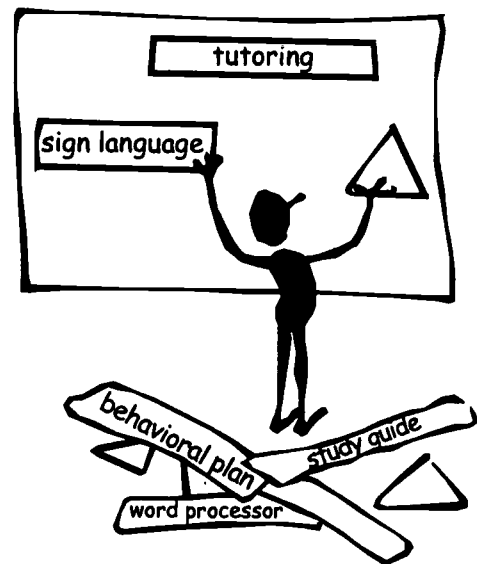 tutoring
sign language
behavioral plan
study guide
word processor